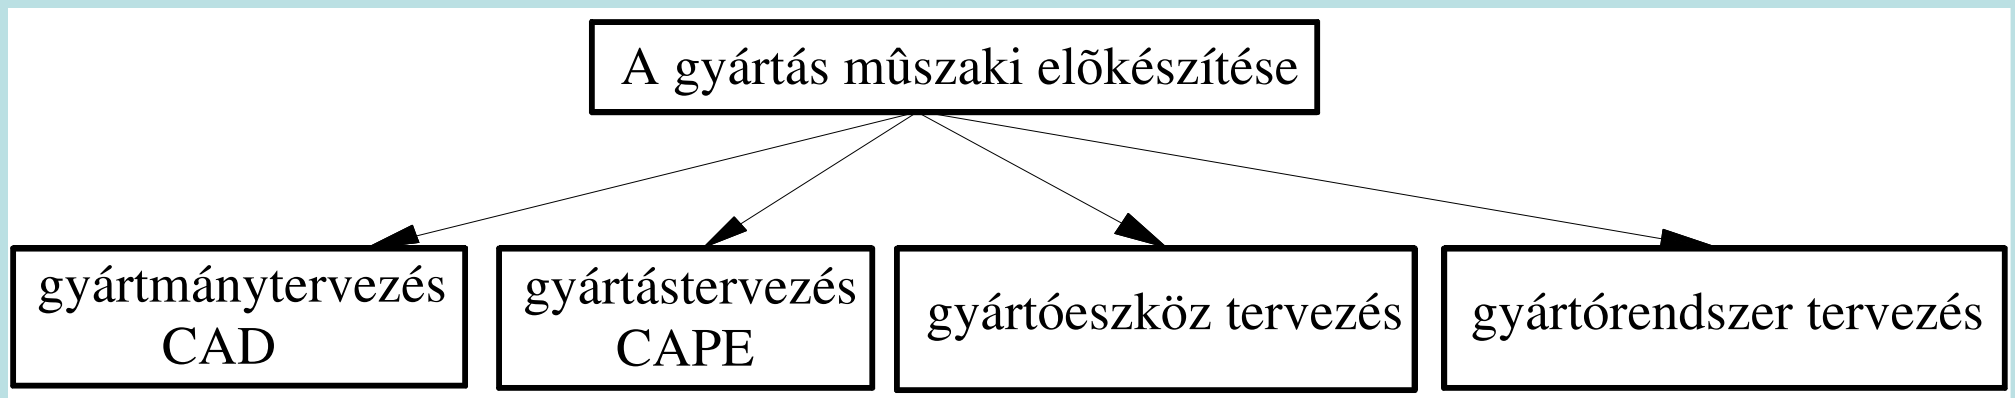 A gyártás mûszaki elõkészítése
gyártmánytervezés
CAD
gyártástervezés
CAPE
gyártóeszköz tervezés
gyártórendszer tervezés